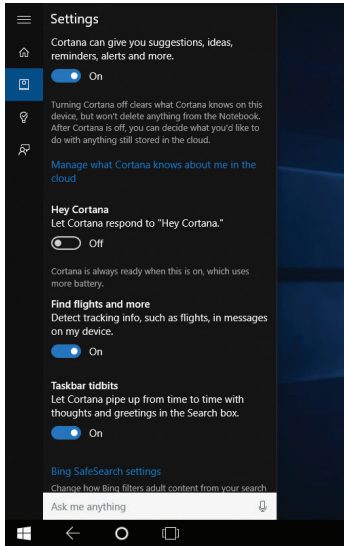 Settings
Cortana can give you suggestions, ideas,
reminders, alerts and more.
On
Turning Cortana off clears what Cortana knows on this
device, but won't delete anything from the Notebook.
After Cortana is off, you can decide what you'd like to
do with anything still stored in the cloud.
Manage what Cortana knows about me in the
cloud
Hey Cortana
Let Cortana respond to "Hey Cortana."
Off
Cortana is always ready when this is on, which uses
more battery.
Find flights and more
Detect tracking info, such as flights, in messages
on my device.
On
Taskbar tidbits
Let Cortana pipe up from time to time with
thoughts and greetings in the Search box.
On
Bing SafeSearch settings
Change how Bing filters adult content from your search
Ask me anything